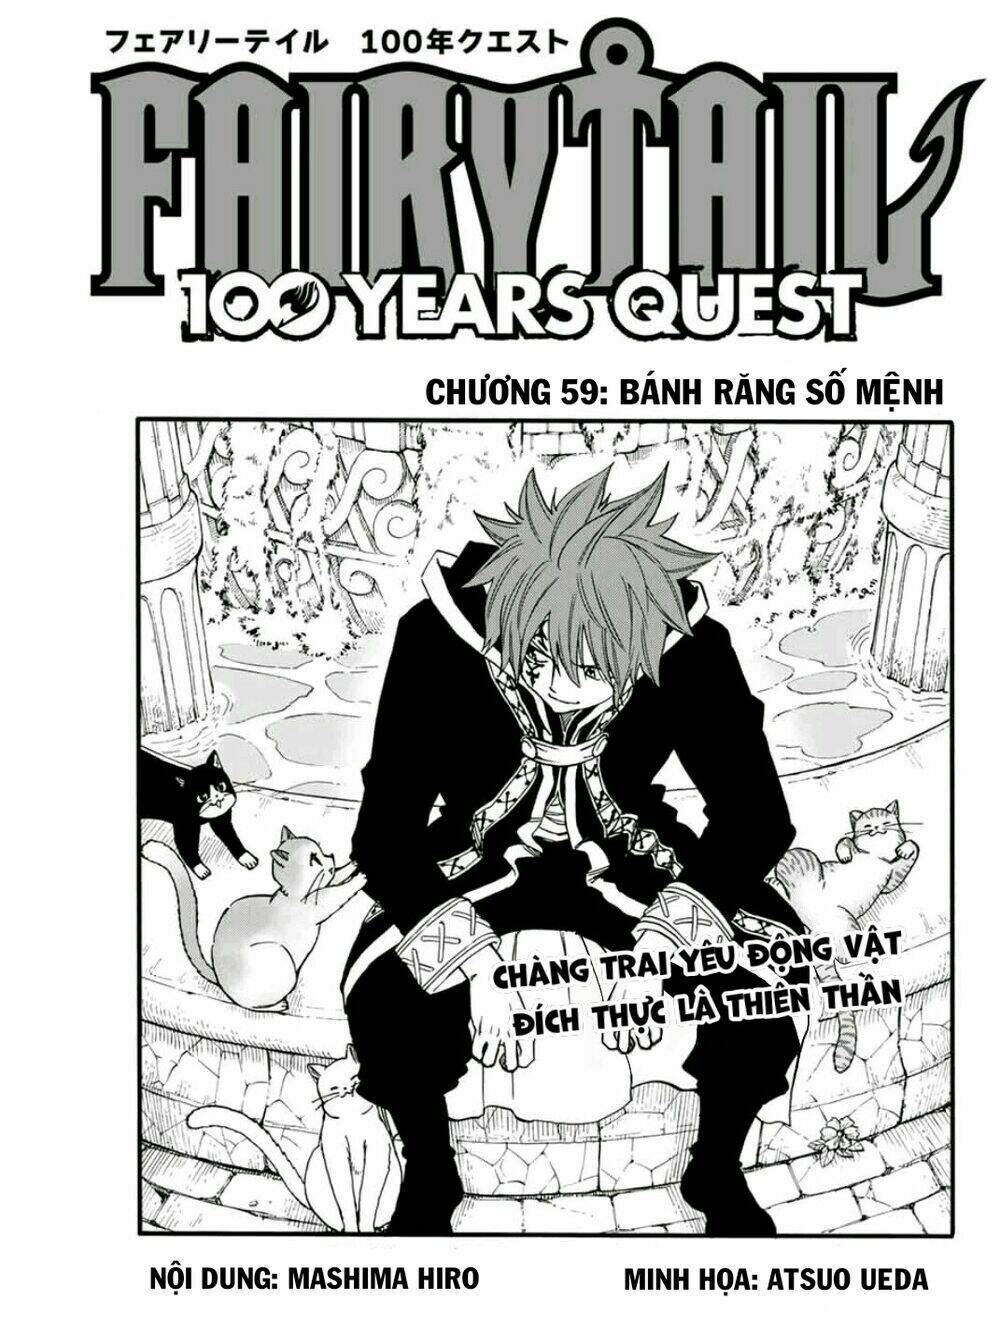 フェアリーテイル 100年クエスト
FAIRY TAIL
100 YEARS QUEST
CHƯƠNG 59: BÁNH RĂNG SỐ MỆNH
CHÀNG TRAI YÊU ĐỘNG VẬT
ĐÍCH THỰC LÀ THIÊN THẦN
NỘI DUNG: MASHIMA HIRO
MINH HỌA: ATSUO UEDA